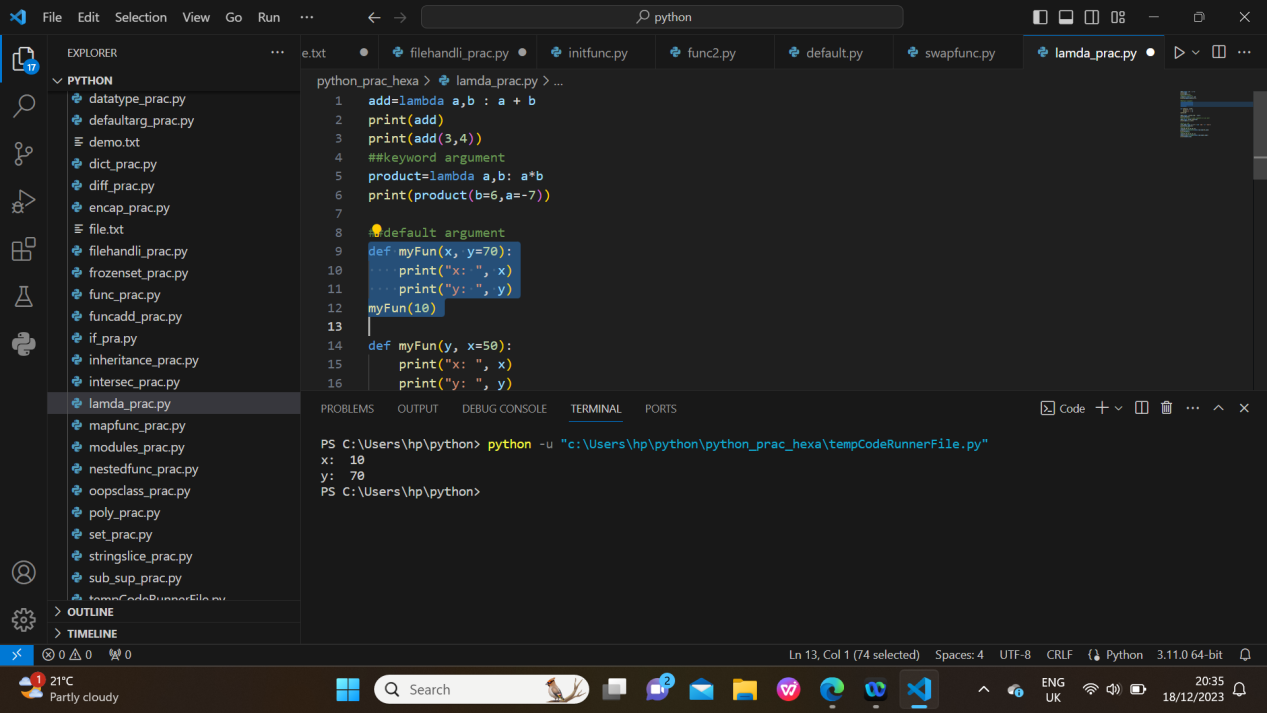 File Edit Selection View Go Run ... python
EXPLORER ...
17
PYTHON
datatype_prac.py
defaultarg_prac.py
demo.txt
dict_prac.py
diff_prac.py
encap_prac.py
file.txt
filehandli_prac.py
frozenset_prac.py
func_prac.py
funcadd_prac.py
if_pra.py
inheritance_prac.py
intersec_prac.py
lamda_prac.py
mapfunc_prac.py
modules_prac.py
nestedfunc_prac.py
oopsclass_prac.py
poly_prac.py
set_prac.py
stringslice_prac.py
sub_sup_prac.py
tempCodeRunnerFile.py
OUTLINE
TIMELINE
e.txt filehandli_prac.py initfunc.py func2.py default.py swapfunc.py lamda_prac.py ...
python_prac_hexa > lamda_prac.py > ...
1 add=lambda a,b : a + b
2 print(add)
3 print(add(3,4))
4 ##keyword argument
5 product=lambda a,b: a*b
6 print(product(b=6,a=-7))
7
8 ##default argument
9 def myFun(x, y=70):
10 print("x: ", x)
11 print("y: ", y)
12 myFun(10)
13
14 def myFun(y, x=50):
15 print("x: ", x)
16 print("y: ", y)
PROBLEMS OUTPUT DEBUG CONSOLE TERMINAL PORTS Code ...
PS C:\Users\hp\python> python -u "c:\Users\hp\python\python_prac_hexa\tempCodeRunnerFile.py"
x:  10
y:  70
PS C:\Users\hp\python>
0 0 0 Ln 13, Col 1 (74 selected) Spaces: 4 UTF-8 CRLF Python 3.11.0 64-bit
1 21°C
Partly cloudy
Search
2
ENG
UK
20:35
18/12/2023